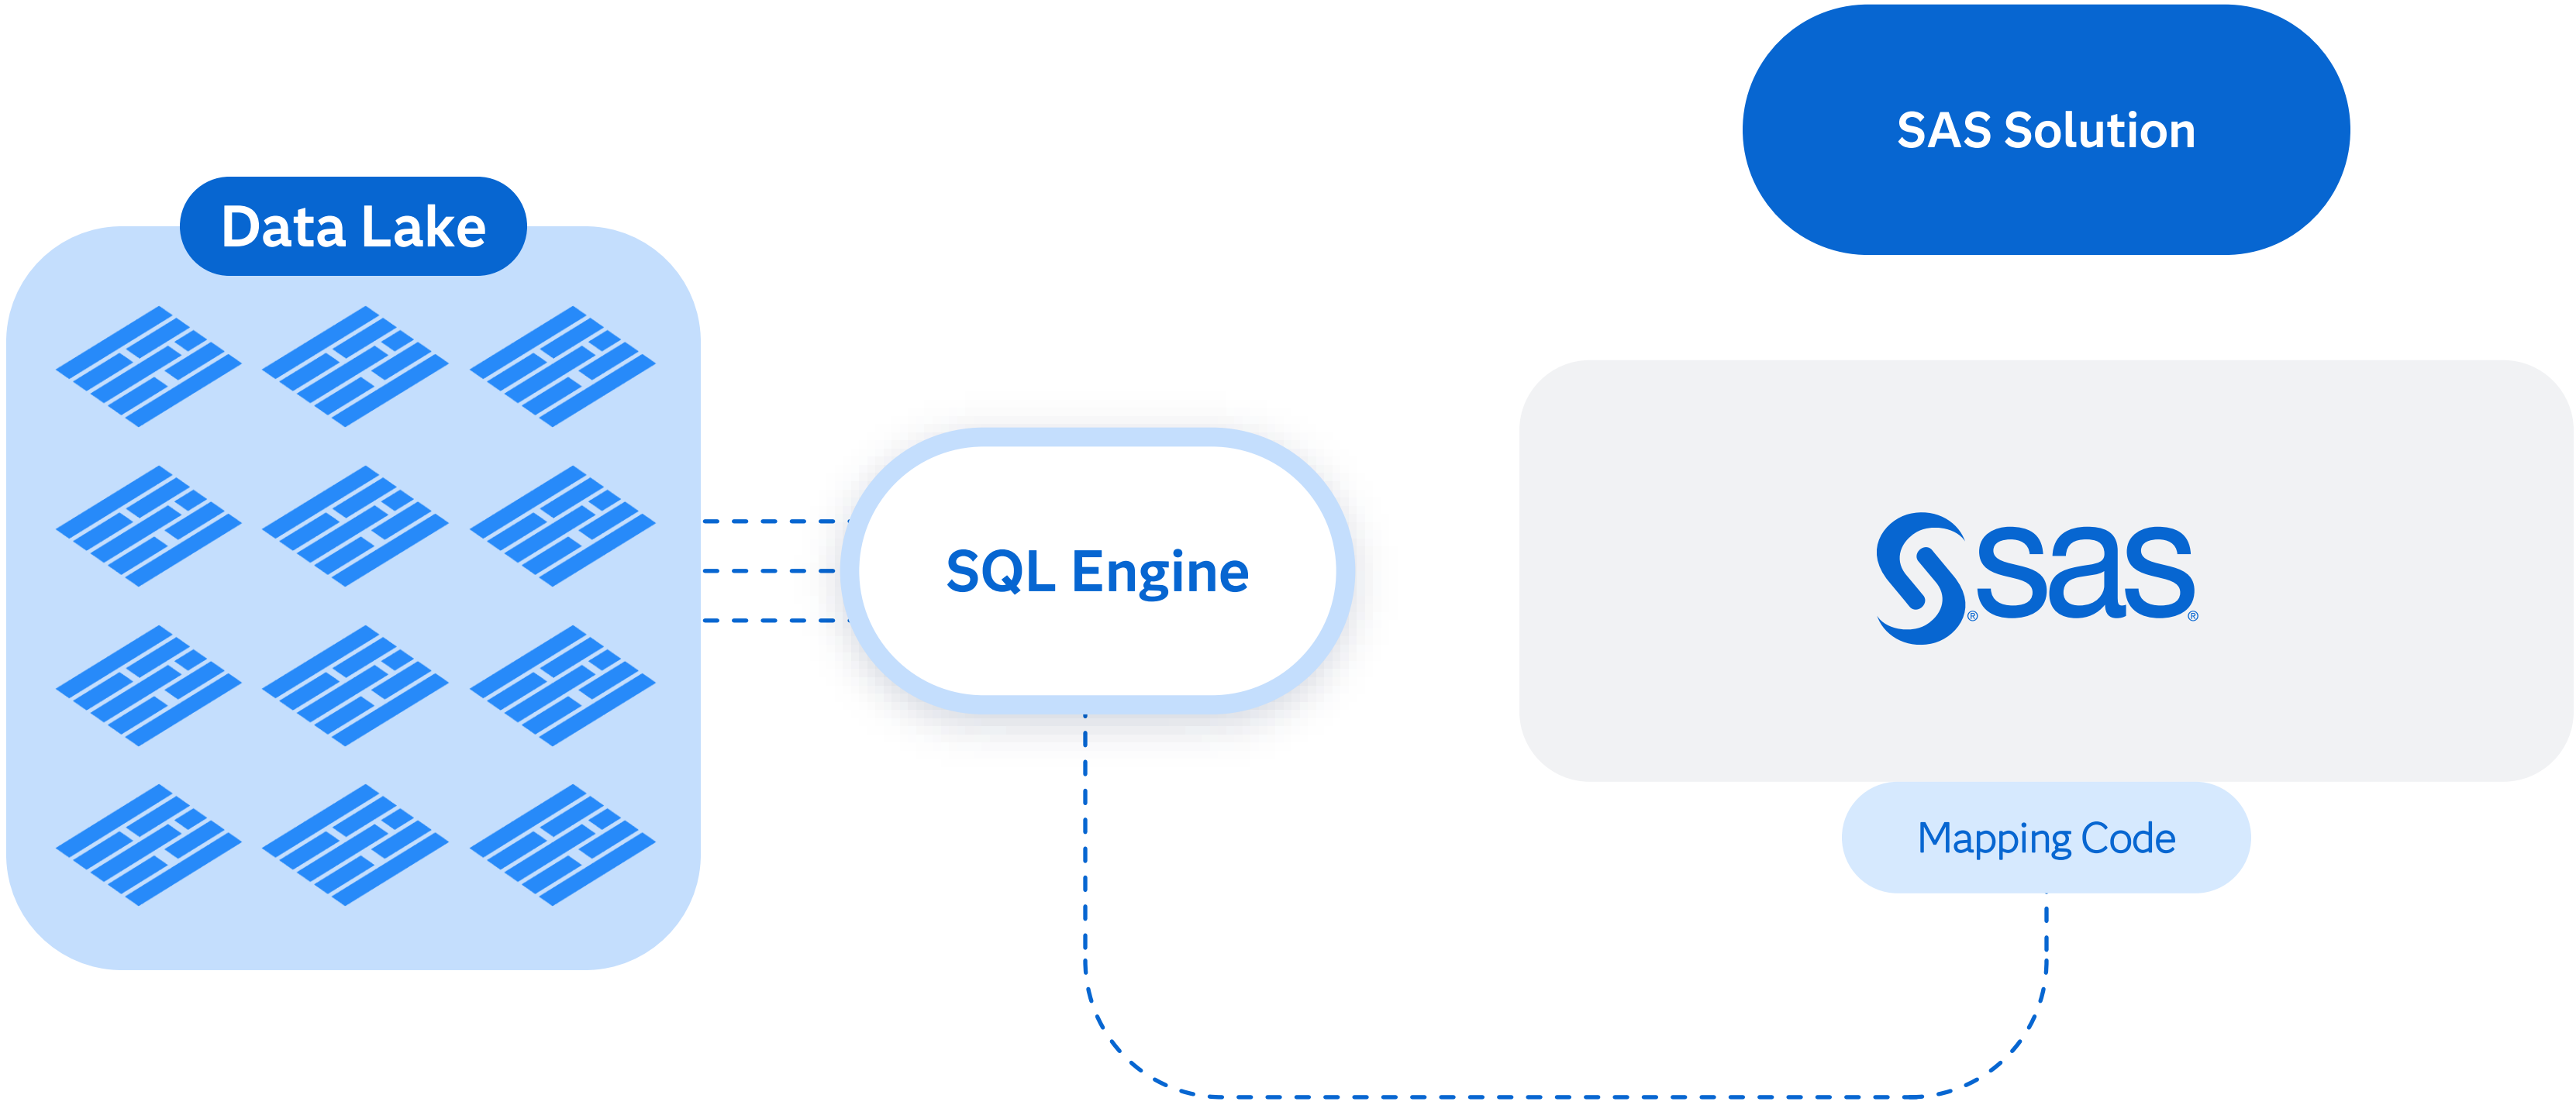 SAS Solution
Data Lake
SQL Engine
sas
Mapping Code